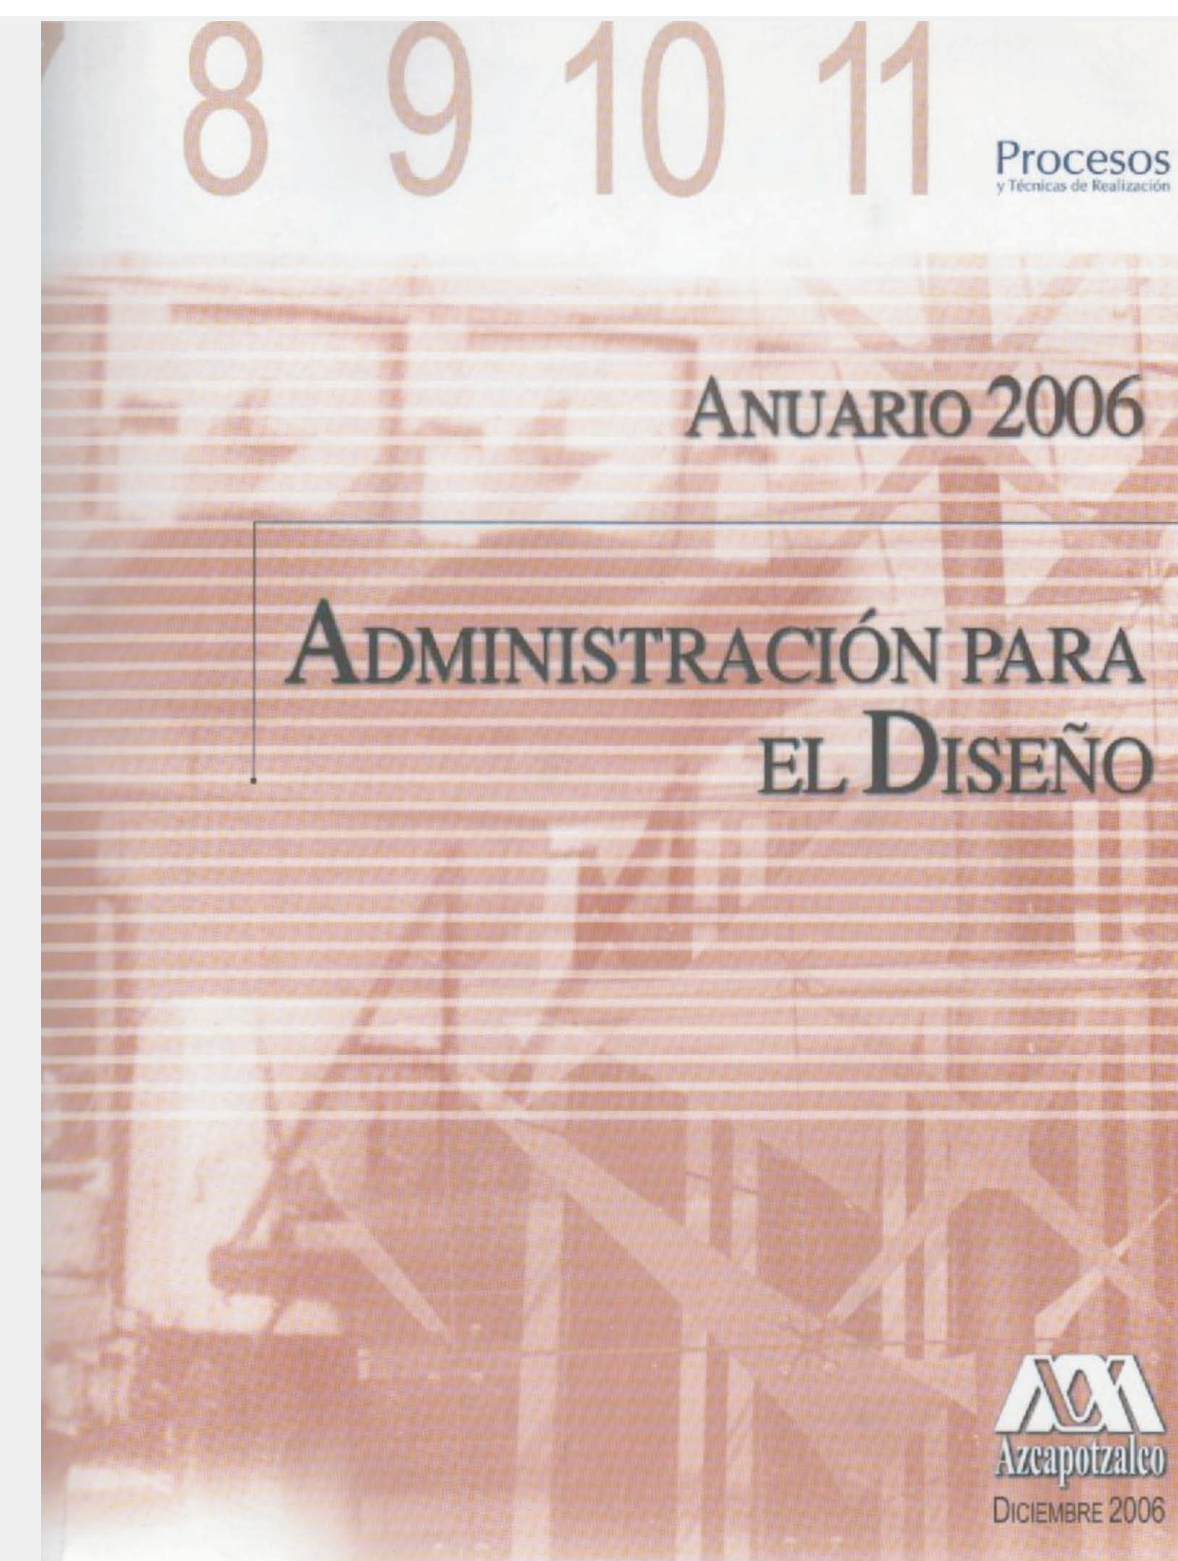 8 9 10 11
Procesos
y Técnicas de Realización
ANUARIO 2006
ADMINISTRACIÓN PARA
EL DISEÑO
Azcapotzalco
DICIEMBRE 2006